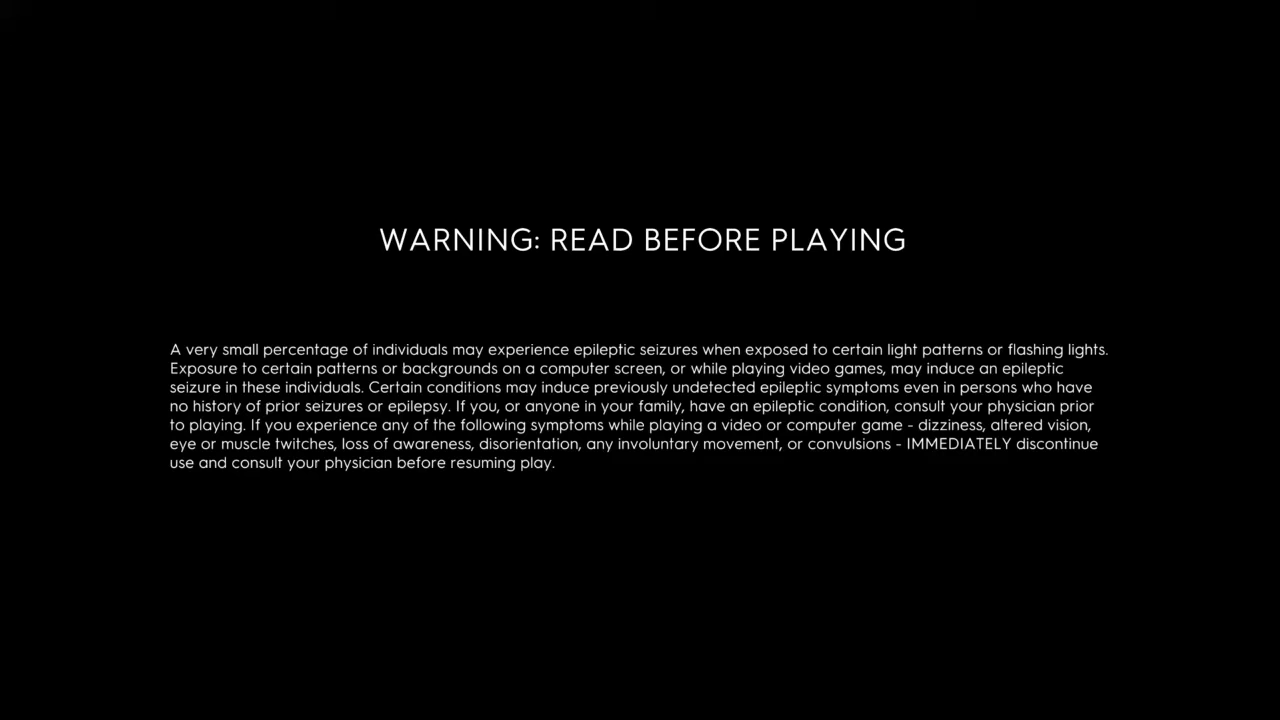 WARNING: READ BEFORE PLAYING
A very small percentage of individuals may experience epileptic seizures when exposed to certain light patterns or flashing lights.
Exposure to certain patterns or backgrounds on a computer screen, or while playing video games, may induce an epileptic
seizure in these individuals. Certain conditions may induce previously undetected epileptic symptoms even in persons who have
no history of prior seizures or epilepsy. If you, or anyone in your family, have an epileptic condition, consult your physician prior
to playing. If you experience any of the following symptoms while playing a video or computer game - dizziness, altered vision,
eye or muscle twitches, loss of awareness, disorientation, any involuntary movement, or convulsions - IMMEDIATELY discontinue
use and consult your physician before resuming play.